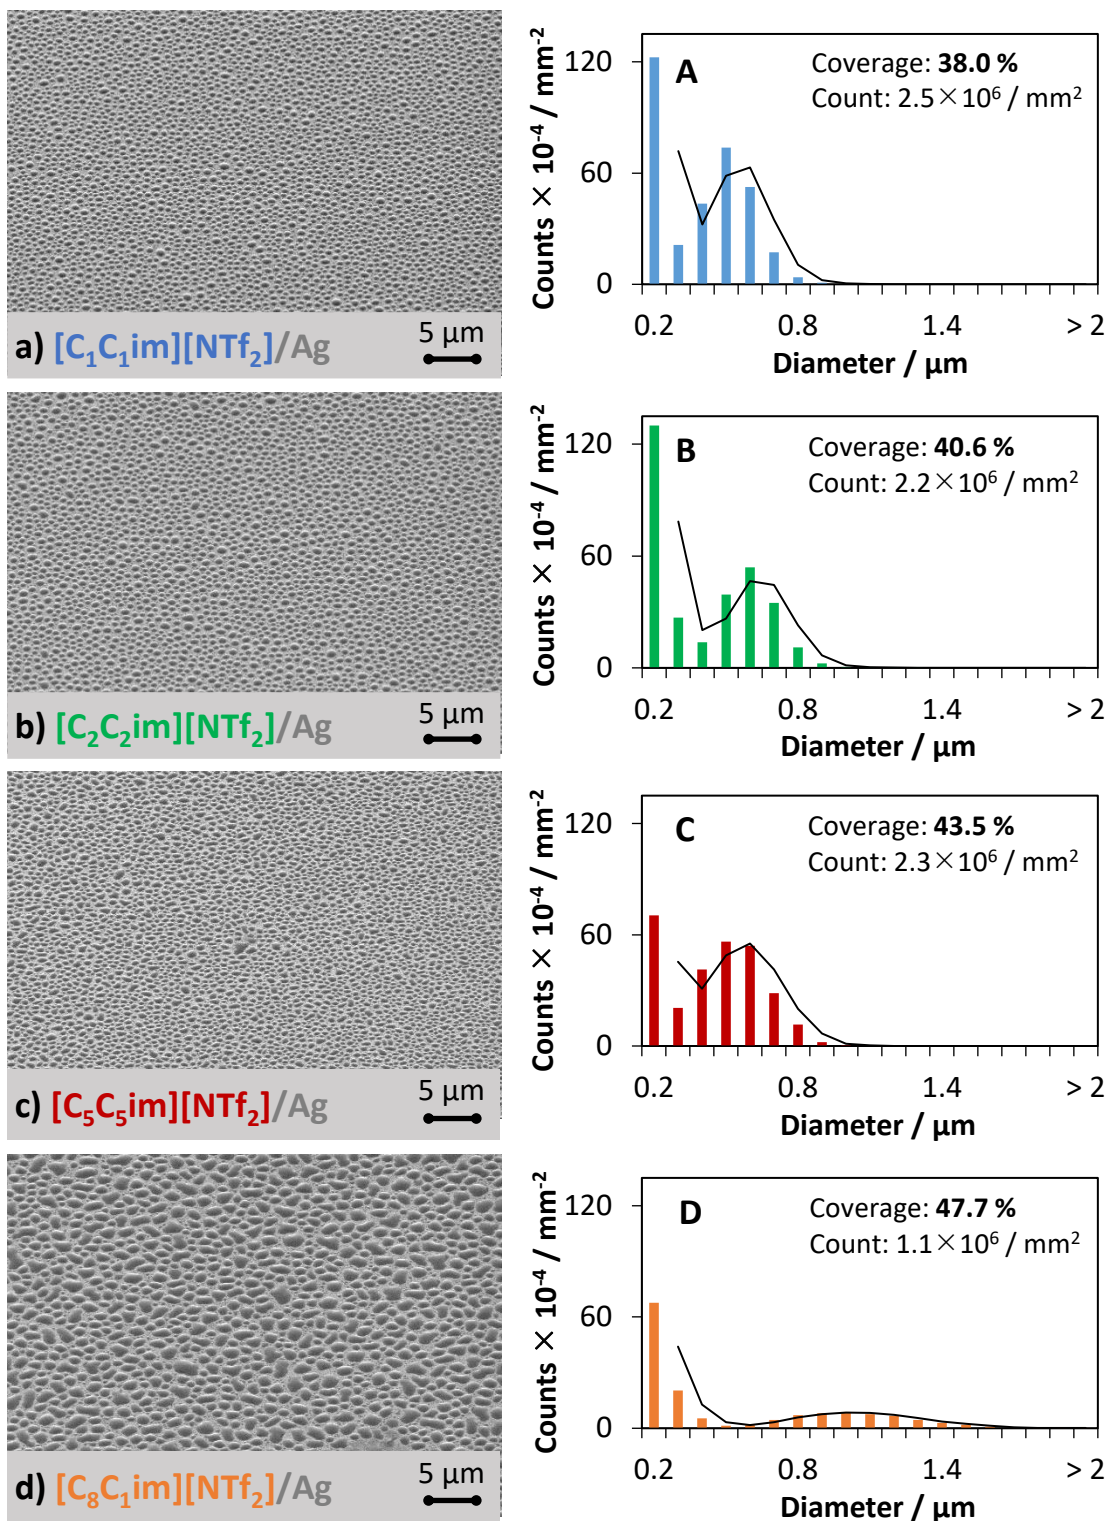 120
60
0
Counts × 10⁻⁴ / mm⁻²
A
Coverage: 38.0 %
Count: 2.5×10⁶ / mm²
0.2 0.8 1.4 > 2
Diameter / µm
a) [C₁C₁im][NTf₂]/Ag
5 µm
120
60
0
Counts × 10⁻⁴ / mm⁻²
B
Coverage: 40.6 %
Count: 2.2×10⁶ / mm²
0.2 0.8 1.4 > 2
Diameter / µm
b) [C₂C₂im][NTf₂]/Ag
5 µm
120
60
0
Counts × 10⁻⁴ / mm⁻²
C
Coverage: 43.5 %
Count: 2.3×10⁶ / mm²
0.2 0.8 1.4 > 2
Diameter / µm
c) [C₅C₅im][NTf₂]/Ag
5 µm
120
60
0
Counts × 10⁻⁴ / mm⁻²
D
Coverage: 47.7 %
Count: 1.1×10⁶ / mm²
0.2 0.8 1.4 > 2
Diameter / µm
d) [C₈C₁im][NTf₂]/Ag
5 µm